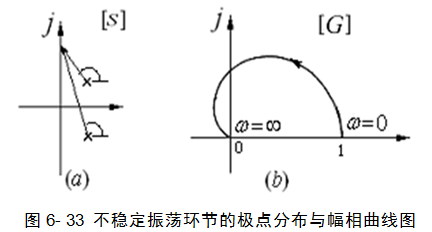 j [s]
j [G]
ω=∞ ω=0
0 1
(a) (b)
图 6- 33 不稳定振荡环节的极点分布与幅相曲线图